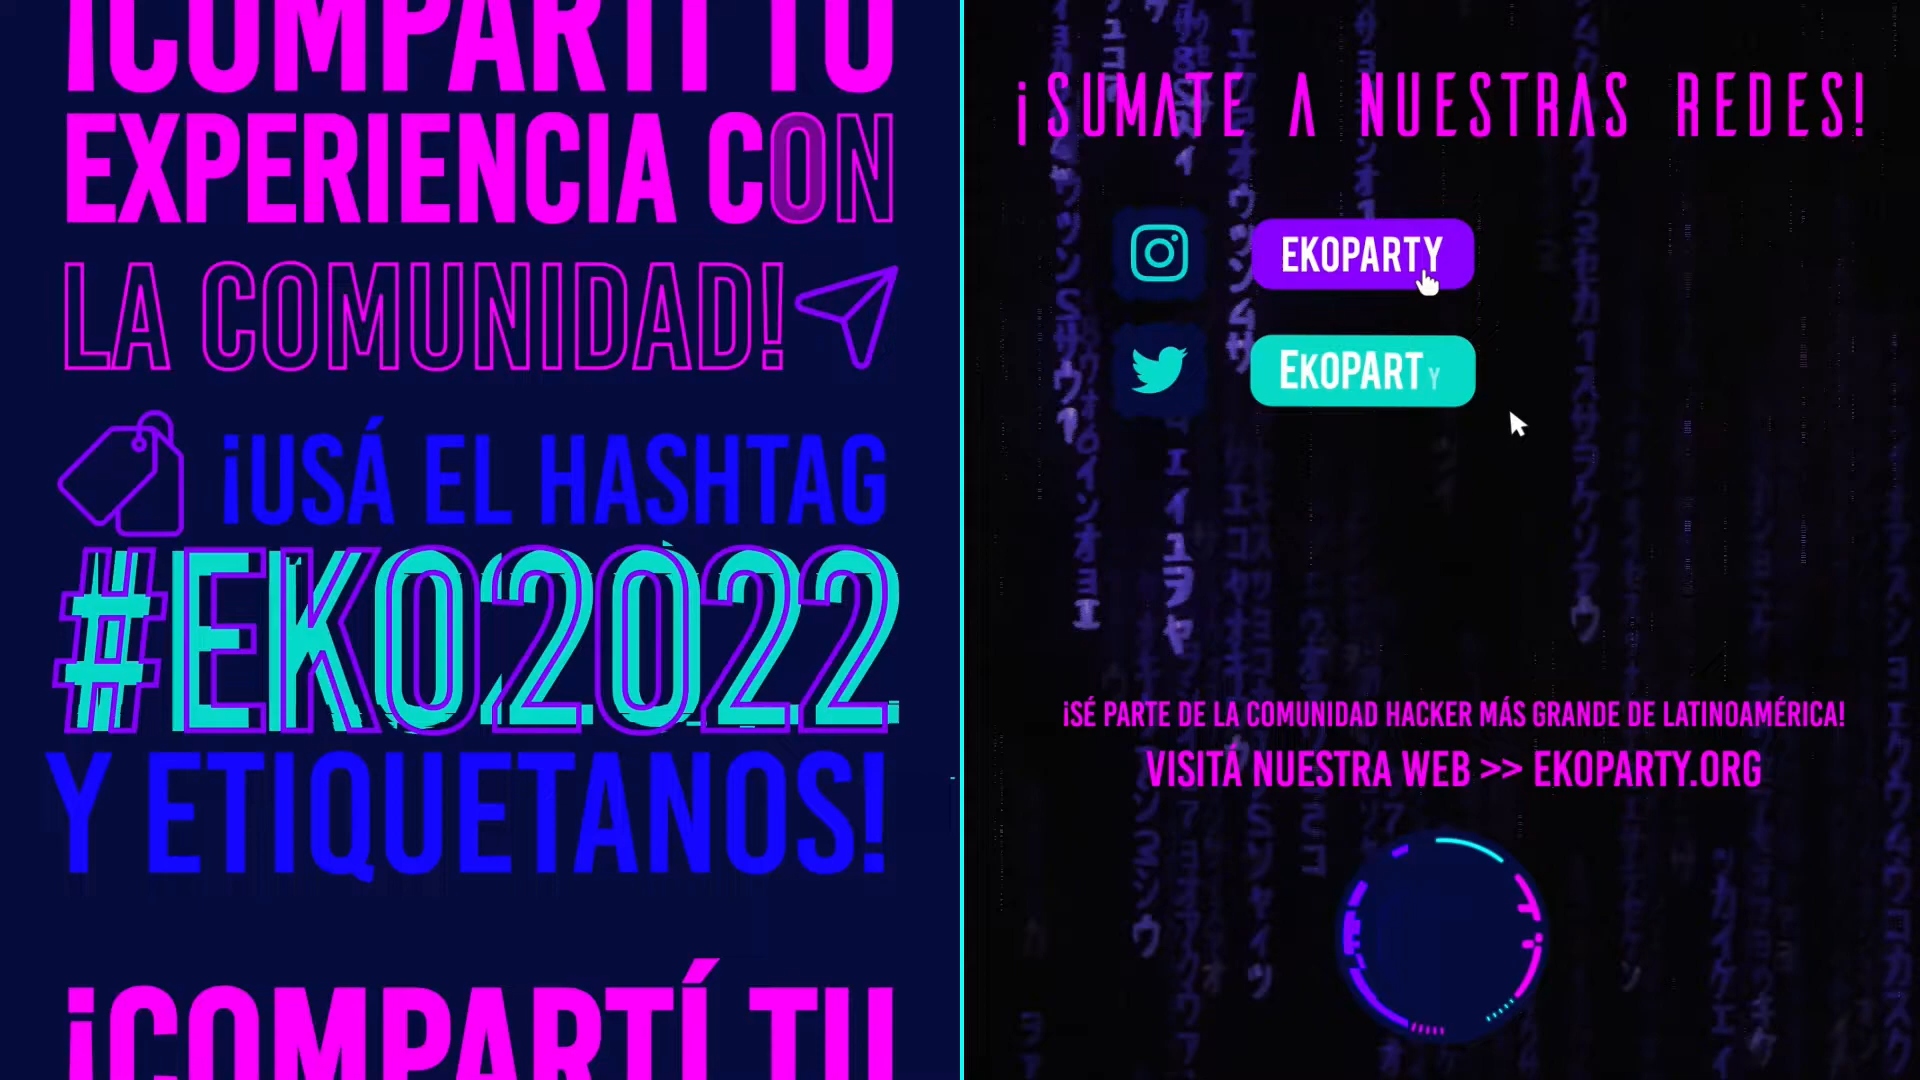 ¡COMPARTÍ TU
EXPERIENCIA CON
LA COMUNIDAD!
¡USÁ EL HASHTAG
#EKO2022
Y ETIQUETANOS!
¡COMPARTÍ TU
¡SUMATE A NUESTRAS REDES!
EKOPARTY
EKOPARTY
¡SÉ PARTE DE LA COMUNIDAD HACKER MÁS GRANDE DE LATINOAMÉRICA!
VISITÁ NUESTRA WEB >> EKOPARTY.ORG